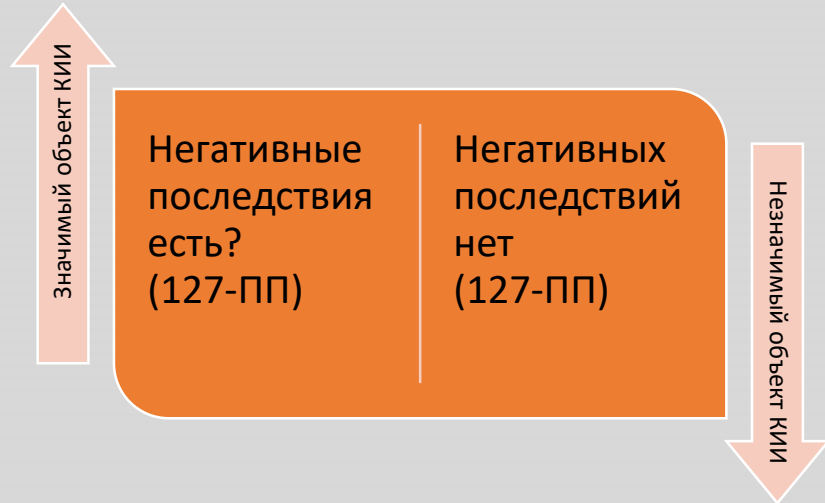 Значимый объект КИИ
Негативные
последствия
есть?
(127-ПП)
Негативных
последствий
нет
(127-ПП)
Незначимый объект КИИ